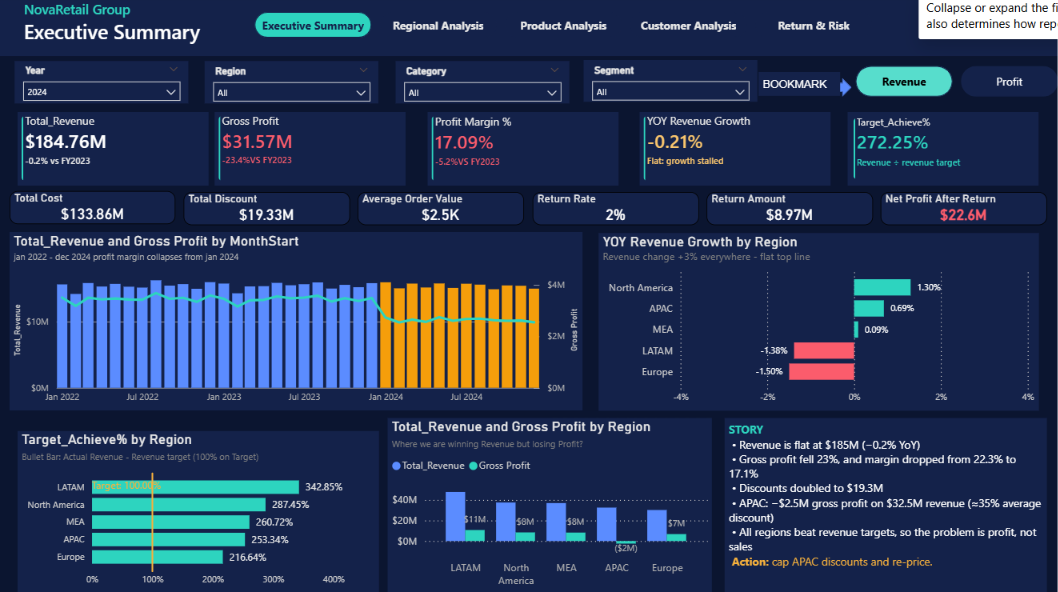 NovaRetail Group
Executive Summary
Executive Summary
Regional Analysis
Product Analysis
Customer Analysis
Return & Risk
Collapse or expand the fi
also determines how rep
Year
2024
Region
All
Category
All
Segment
All
BOOKMARK
Revenue
Profit
Total_Revenue
$184.76M
-0.2% vs FY2023
Gross Profit
$31.57M
-23.4%VS FY2023
Profit Margin %
17.09%
-5.2%VS FY2023
YOY Revenue Growth
-0.21%
Flat: growth stalled
Target_Achieve%
272.25%
Revenue ÷ revenue target
Total Cost
$133.86M
Total Discount
$19.33M
Average Order Value
$2.5K
Return Rate
2%
Return Amount
$8.97M
Net Profit After Return
$22.6M
Total_Revenue and Gross Profit by MonthStart
jan 2022 - dec 2024 profit margin collapses from jan 2024
Total_Revenue
$10M
$0M
$4M
$2M
$0M
Gross Profit
Jan 2022
Jul 2022
Jan 2023
Jul 2023
Jan 2024
Jul 2024
YOY Revenue Growth by Region
Revenue change +3% everywhere - flat top line
North America
1.30%
APAC
0.69%
MEA
0.09%
LATAM
-1.38%
Europe
-1.50%
-4%
-2%
0%
2%
4%
Target_Achieve% by Region
Bullet Bar: Actual Revenue - Revenue target (100% on Target)
Target: 100.00%
LATAM
342.85%
North America
287.45%
MEA
260.72%
APAC
253.34%
Europe
216.64%
0%
100%
200%
300%
400%
Total_Revenue and Gross Profit by Region
Where we are winning Revenue but losing Profit?
Total_Revenue
Gross Profit
$40M
$20M
$0M
$11M
$8M
$8M
($2M)
$7M
LATAM
North
America
MEA
APAC
Europe
STORY
• Revenue is flat at $185M (−0.2% YoY)
• Gross profit fell 23%, and margin dropped from 22.3% to
17.1%
• Discounts doubled to $19.3M
• APAC: −$2.5M gross profit on $32.5M revenue (≈35% average
discount)
• All regions beat revenue targets, so the problem is profit, not
sales
Action: cap APAC discounts and re-price.